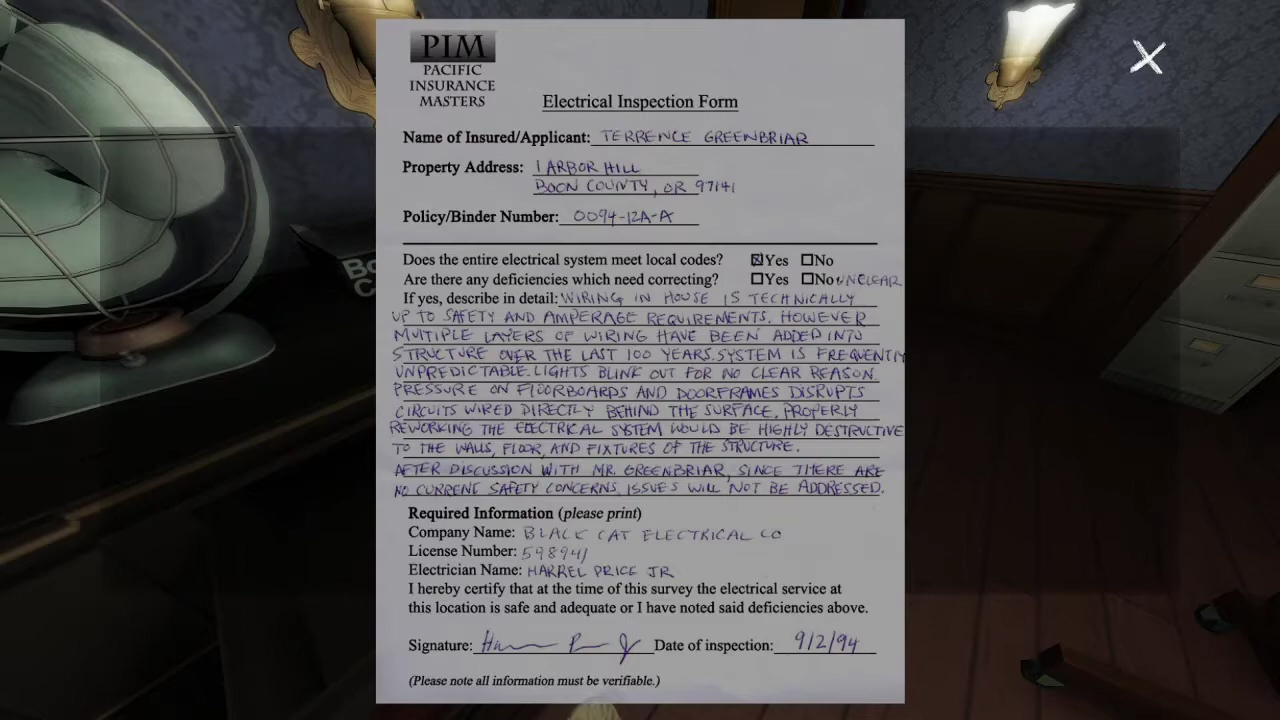 PIM
PACIFIC
INSURANCE
MASTERS
Electrical Inspection Form
Name of Insured/Applicant: TERRENCE GREENBRIAR
Property Address: 1 ARBOR HILL
BOON COUNTY, OR 97141
Policy/Binder Number: 0094-12A-A
Does the entire electrical system meet local codes? ☒Yes ☐No
Are there any deficiencies which need correcting? ☐Yes ☐No UNCLEAR
If yes, describe in detail: WIRING IN HOUSE IS TECHNICALLY
UP TO SAFETY AND AMPERAGE REQUIREMENTS. HOWEVER
MULTIPLE LAYERS OF WIRING HAVE BEEN ADDED INTO
STRUCTURE OVER THE LAST 100 YEARS. SYSTEM IS FREQUENTLY
UNPREDICTABLE. LIGHTS BLINK OUT FOR NO CLEAR REASON.
PRESSURE ON FLOORBOARDS AND DOORFRAMES DISRUPTS
CIRCUITS WIRED DIRECTLY BEHIND THE SURFACE. PROPERLY
REWORKING THE ELECTRICAL SYSTEM WOULD BE HIGHLY DESTRUCTIVE
TO THE WALLS, FLOOR, AND FIXTURES OF THE STRUCTURE.
AFTER DISCUSSION WITH MR. GREENBRIAR, SINCE THERE ARE
NO CURRENT SAFETY CONCERNS, ISSUES WILL NOT BE ADDRESSED.
Required Information (please print)
Company Name: BLACK CAT ELECTRICAL CO
License Number: 598941
Electrician Name: HARREL PRICE JR
I hereby certify that at the time of this survey the electrical service at
this location is safe and adequate or I have noted said deficiencies above.
Signature: Date of inspection: 9/2/94
(Please note all information must be verifiable.)